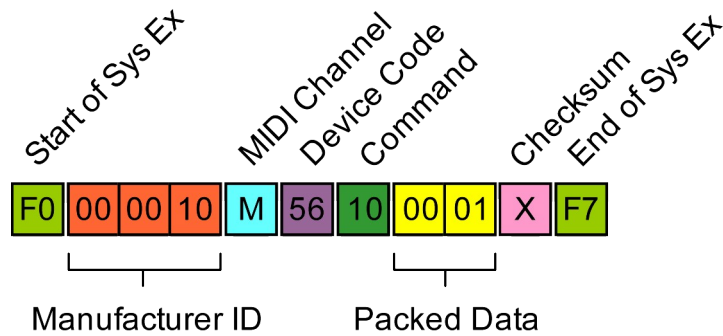 Start of Sys Ex
MIDI Channel
Device Code
Command
Checksum
End of Sys Ex
F0 00 00 10 M 56 10 00 01 X F7
Manufacturer ID
Packed Data